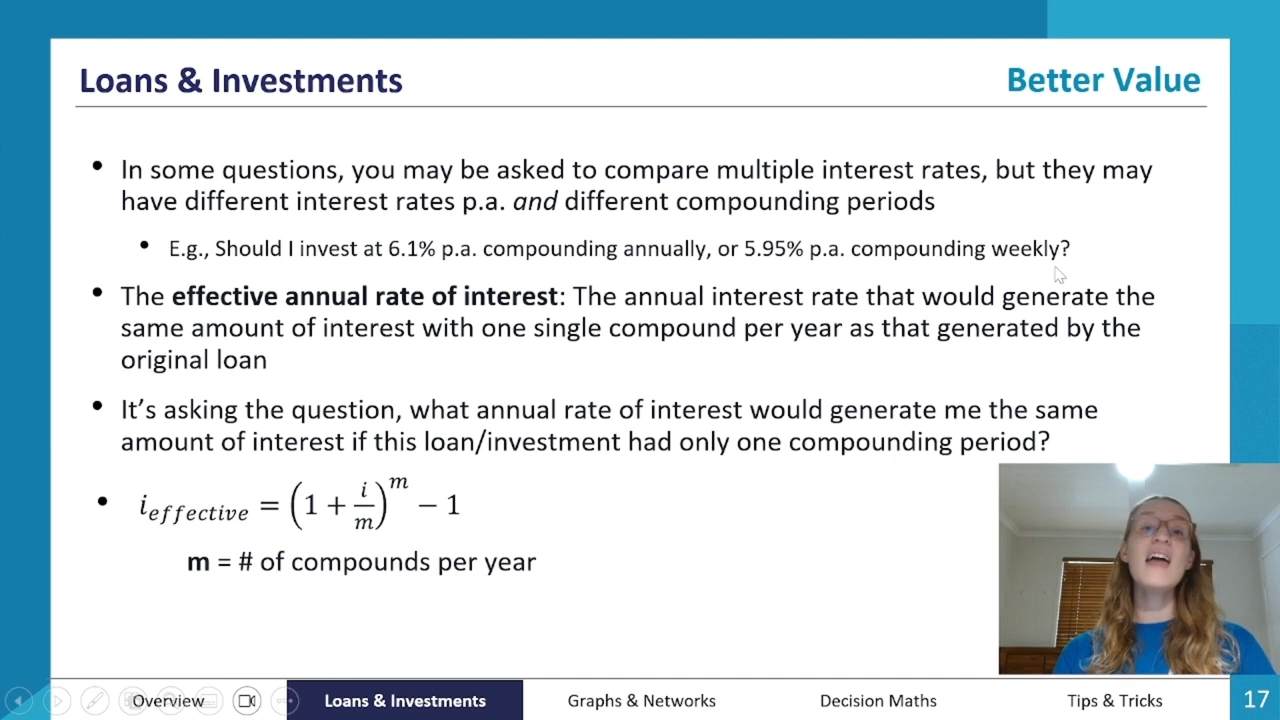 Loans & Investments
Better Value
• In some questions, you may be asked to compare multiple interest rates, but they may
have different interest rates p.a. and different compounding periods
• E.g., Should I invest at 6.1% p.a. compounding annually, or 5.95% p.a. compounding weekly?
• The effective annual rate of interest: The annual interest rate that would generate the
same amount of interest with one single compound per year as that generated by the
original loan
• It’s asking the question, what annual rate of interest would generate me the same
amount of interest if this loan/investment had only one compounding period?
• i_effective = (1 + i/m)^m − 1
m = # of compounds per year
Overview
Loans & Investments
Graphs & Networks
Decision Maths
Tips & Tricks
17